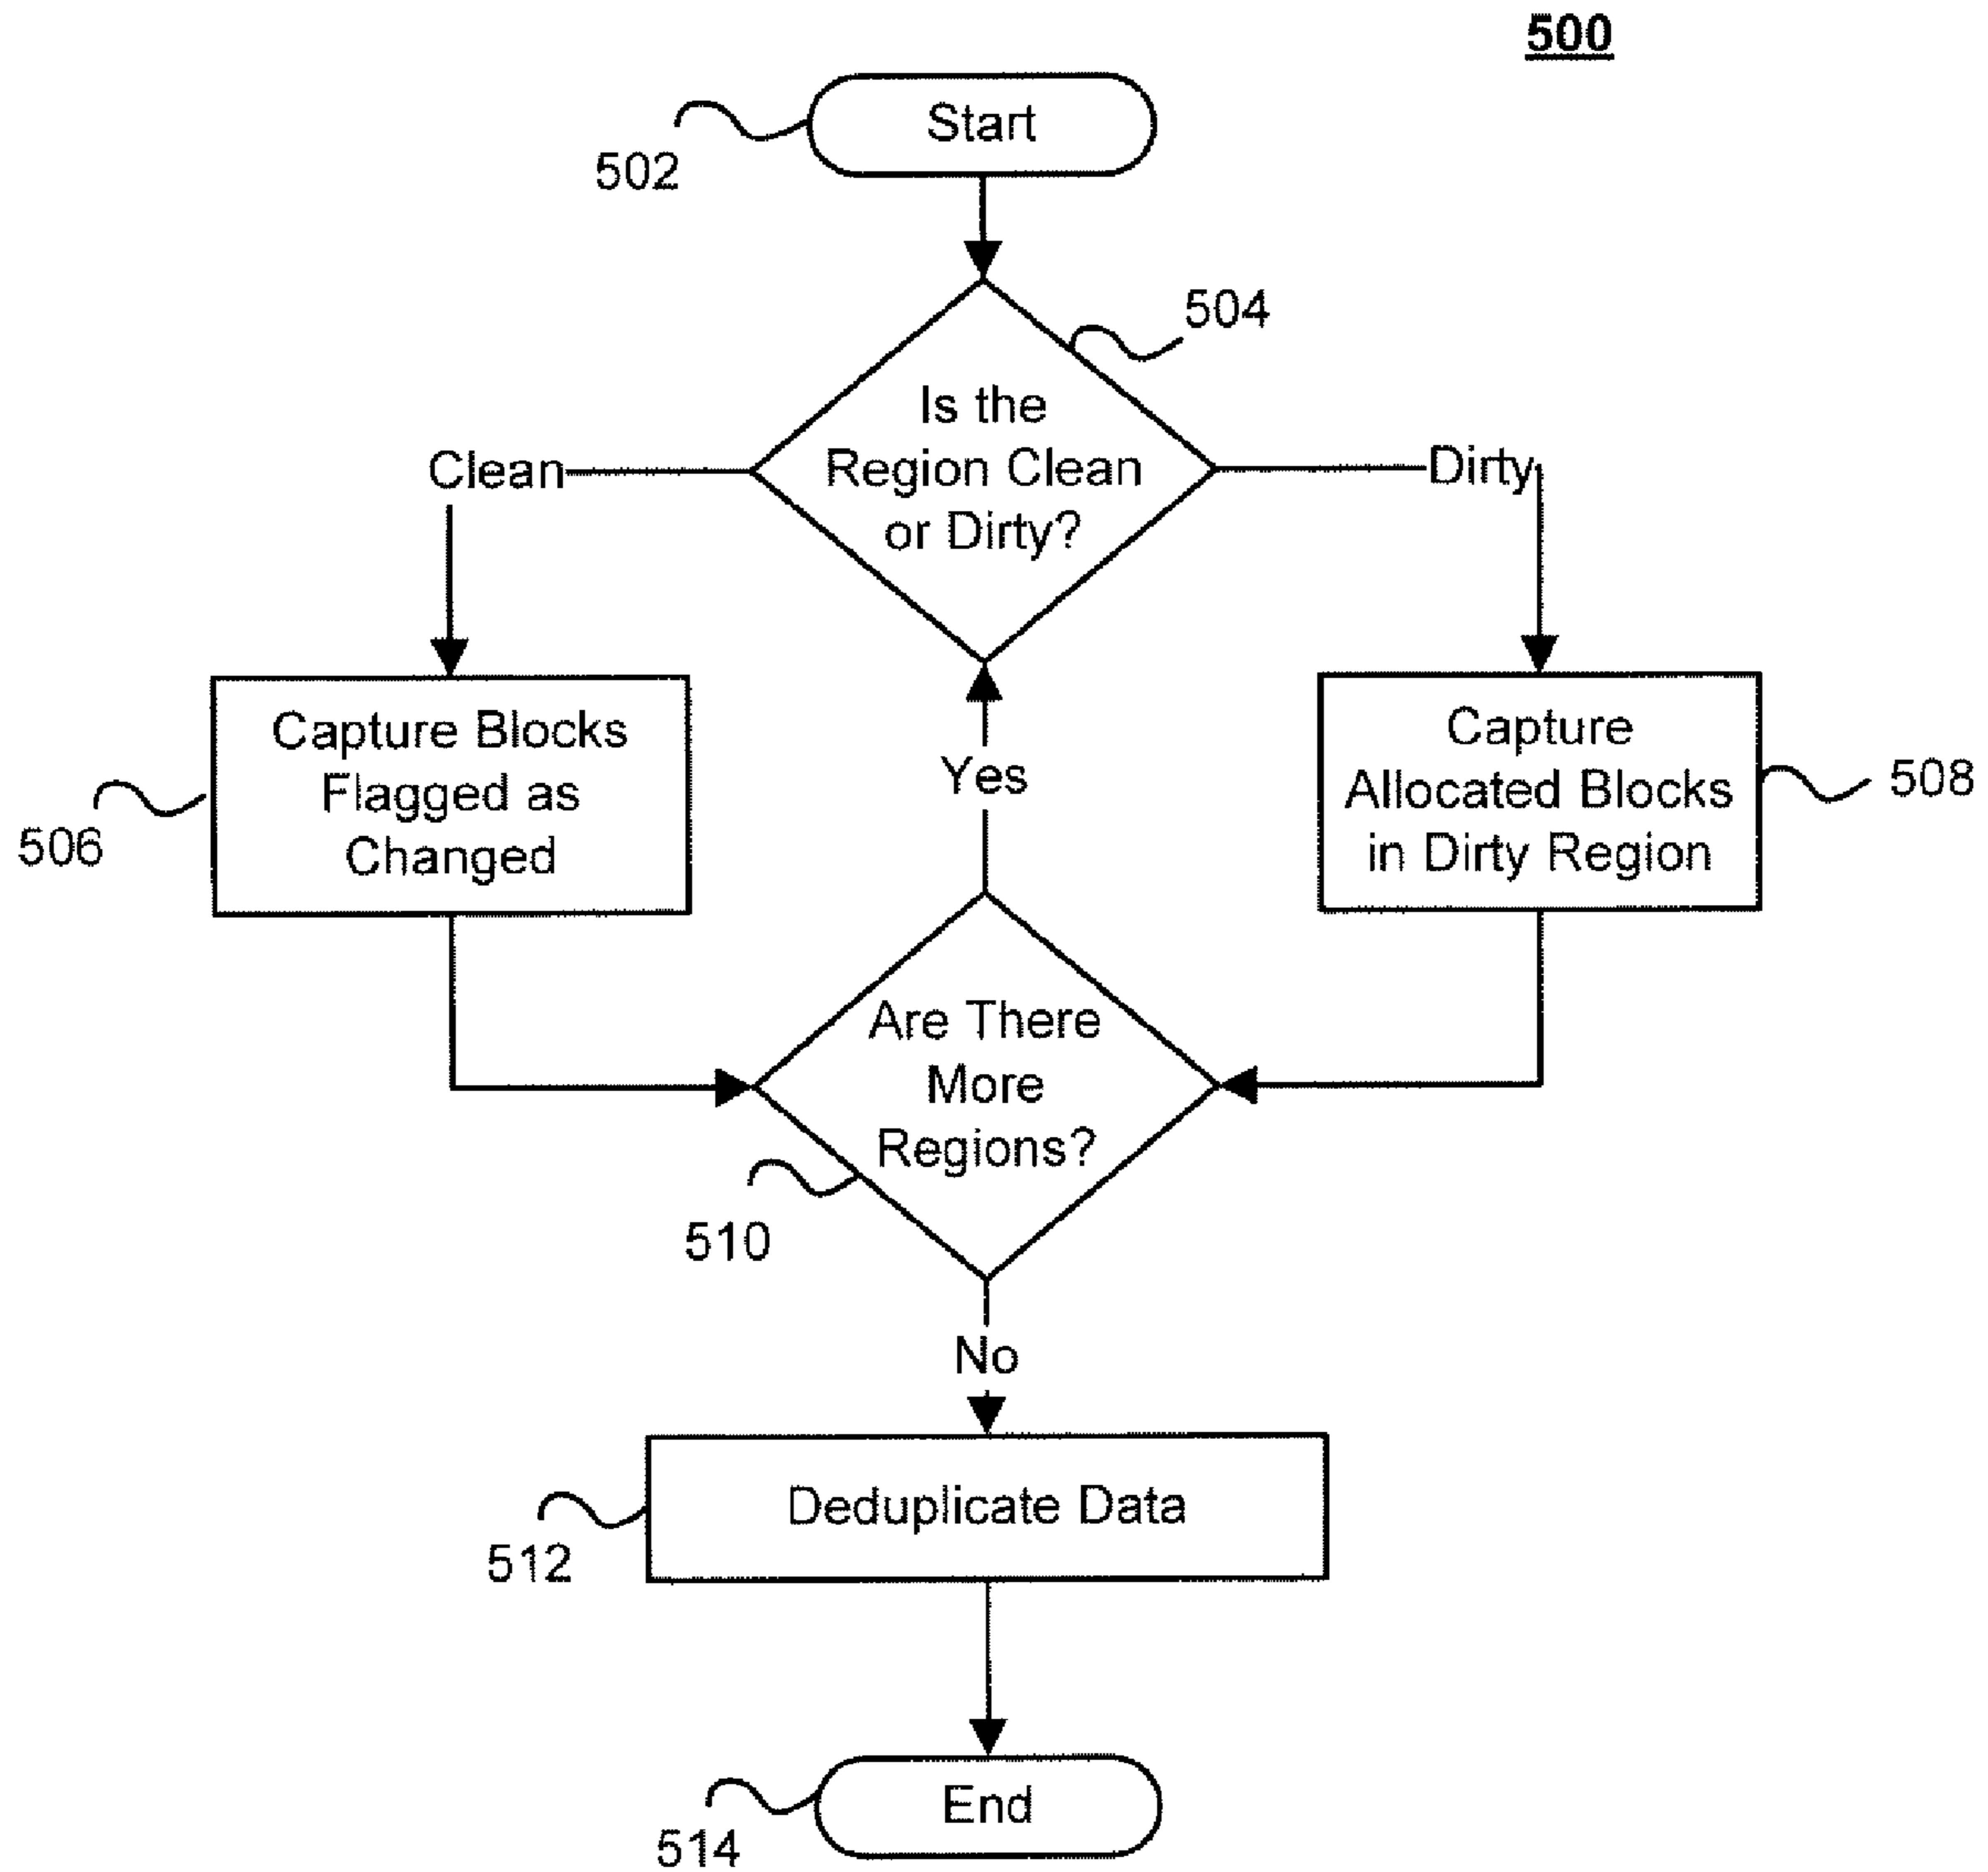 500
Start
502
504
Is the
Region Clean
or Dirty?
Clean
Dirty
Capture Blocks
Flagged as
Changed
506
Yes
Capture
Allocated Blocks
in Dirty Region
508
Are There
More
Regions?
510
No
Deduplicate Data
512
End
514